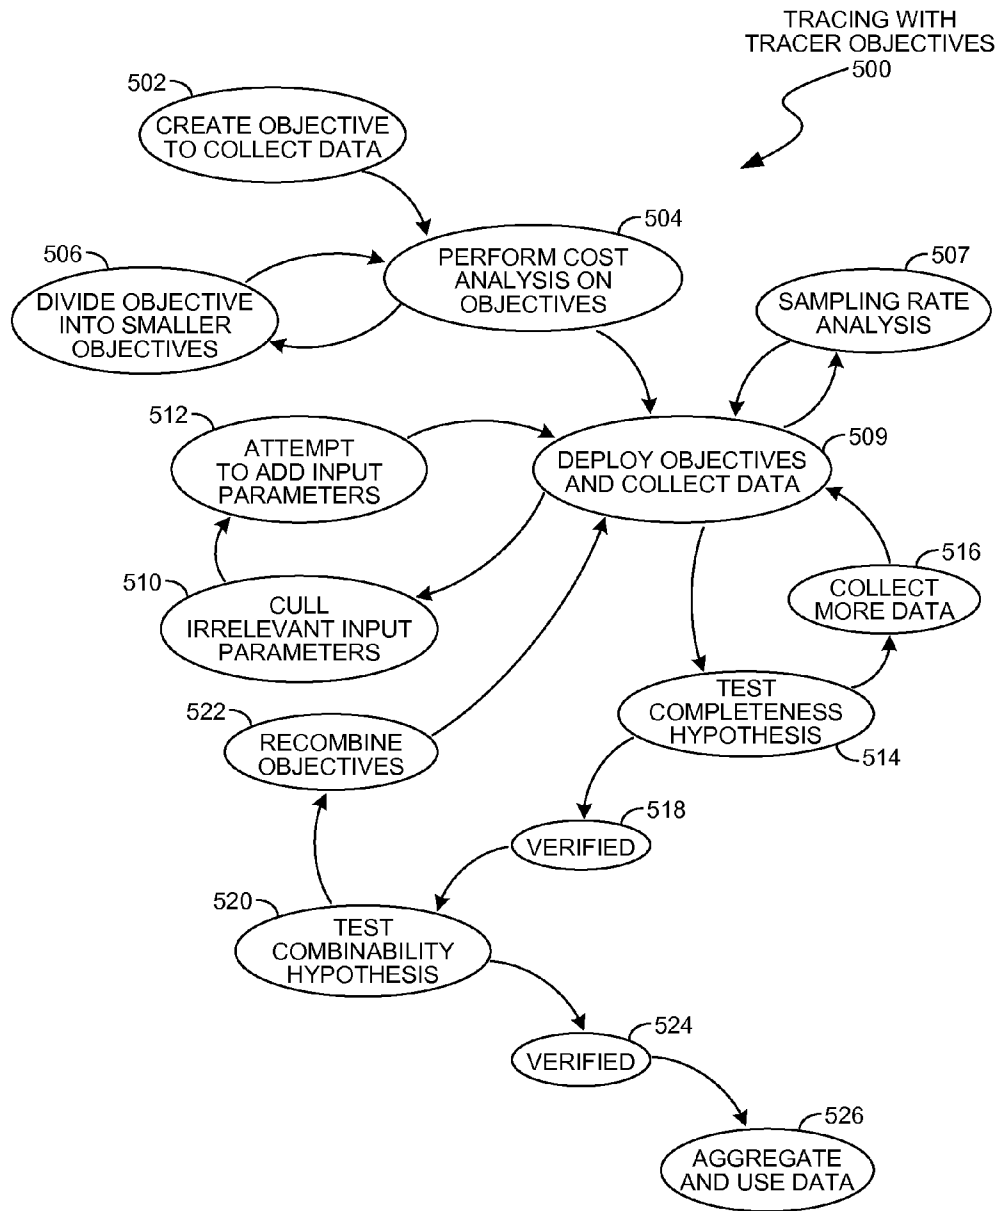 TRACING WITH
TRACER OBJECTIVES
500
502
CREATE OBJECTIVE
TO COLLECT DATA
504
PERFORM COST
ANALYSIS ON
OBJECTIVES
506
DIVIDE OBJECTIVE
INTO SMALLER
OBJECTIVES
507
SAMPLING RATE
ANALYSIS
512
ATTEMPT
TO ADD INPUT
PARAMETERS
509
DEPLOY OBJECTIVES
AND COLLECT DATA
510
CULL
IRRELEVANT INPUT
PARAMETERS
516
COLLECT
MORE DATA
522
RECOMBINE
OBJECTIVES
TEST
COMPLETENESS
HYPOTHESIS
514
518
VERIFIED
520
TEST
COMBINABILITY
HYPOTHESIS
524
VERIFIED
526
AGGREGATE
AND USE DATA